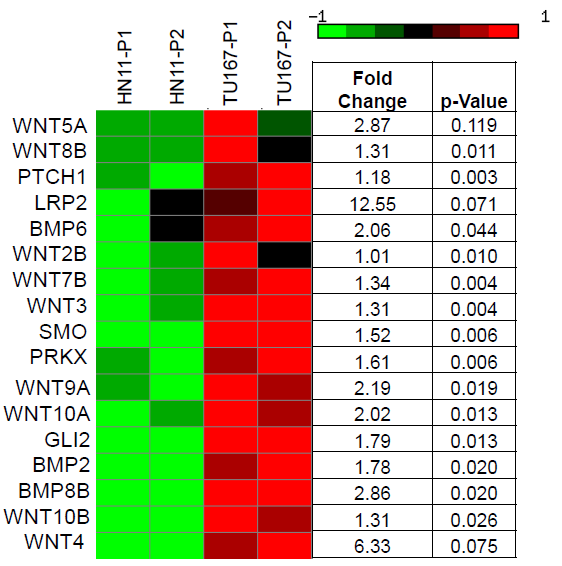 −1 1
HN11-P1 HN11-P2 TU167-P1 TU167-P2
Fold
Change p-Value
WNT5A 2.87 0.119
WNT8B 1.31 0.011
PTCH1 1.18 0.003
LRP2 12.55 0.071
BMP6 2.06 0.044
WNT2B 1.01 0.010
WNT7B 1.34 0.004
WNT3 1.31 0.004
SMO 1.52 0.006
PRKX 1.61 0.006
WNT9A 2.19 0.019
WNT10A 2.02 0.013
GLI2 1.79 0.013
BMP2 1.78 0.020
BMP8B 2.86 0.020
WNT10B 1.31 0.026
WNT4 6.33 0.075